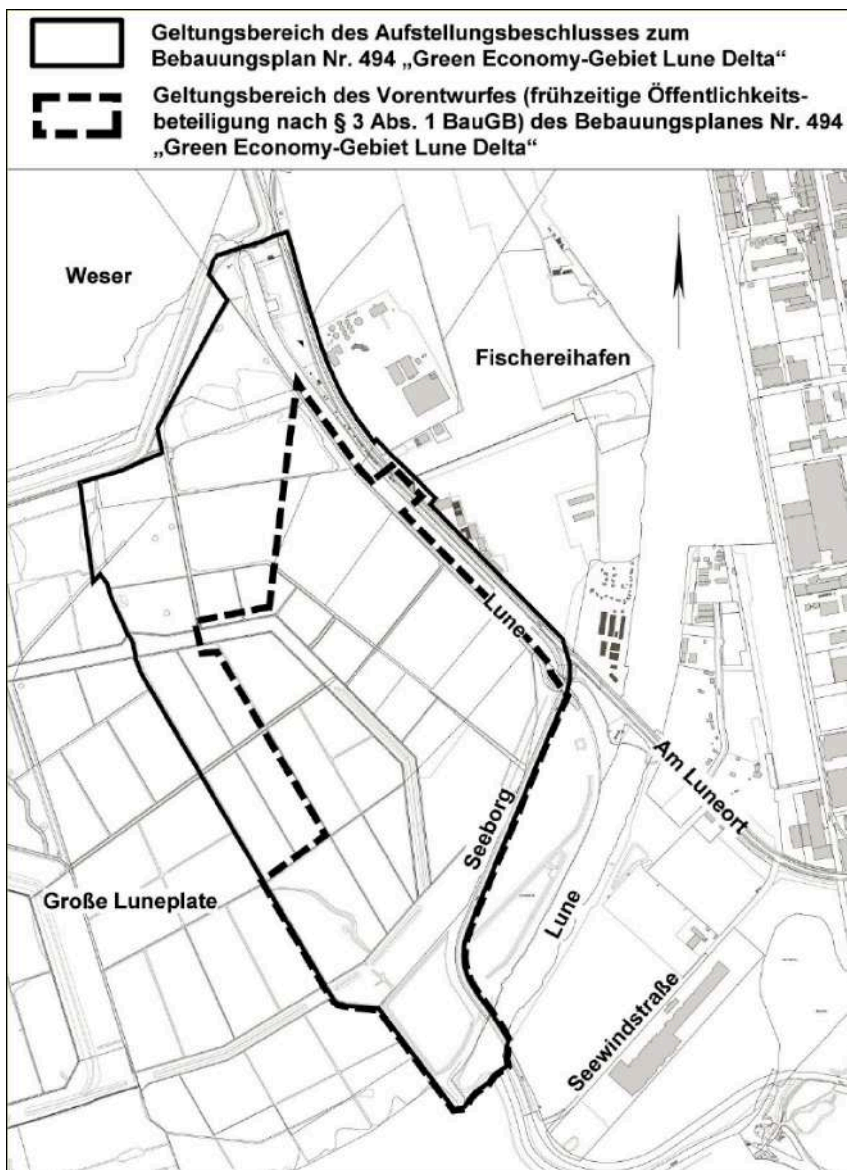 Geltungsbereich des Aufstellungsbeschlusses zum
Bebauungsplan Nr. 494 „Green Economy-Gebiet Lune Delta“
Geltungsbereich des Vorentwurfes (frühzeitige Öffentlichkeits-
beteiligung nach § 3 Abs. 1 BauGB) des Bebauungsplanes Nr. 494
„Green Economy-Gebiet Lune Delta“
Weser
Fischereihafen
Lune
Am Luneort
Seeborg
Große Luneplate
Lune
Seewindstraße